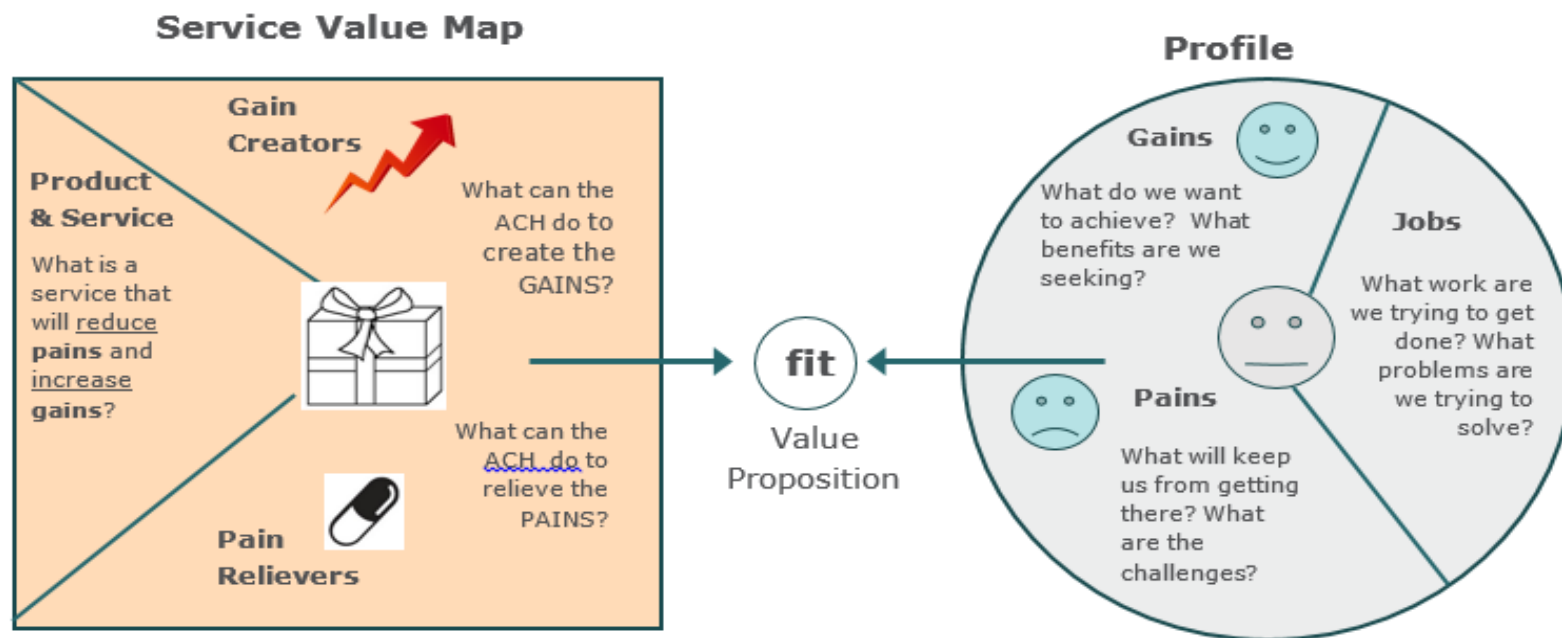 Service Value Map
Gain
Creators
Product
& Service
What is a
service that
will reduce
pains and
increase
gains?
What can the
ACH do to
create the
GAINS?
What can the
ACH do to
relieve the
PAINS?
Pain
Relievers
fit
Value
Proposition
Profile
Gains
What do we want
to achieve? What
benefits are we
seeking?
Jobs
What work are
we trying to get
done? What
problems are
we trying to
solve?
Pains
What will keep
us from getting
there? What
are the
challenges?